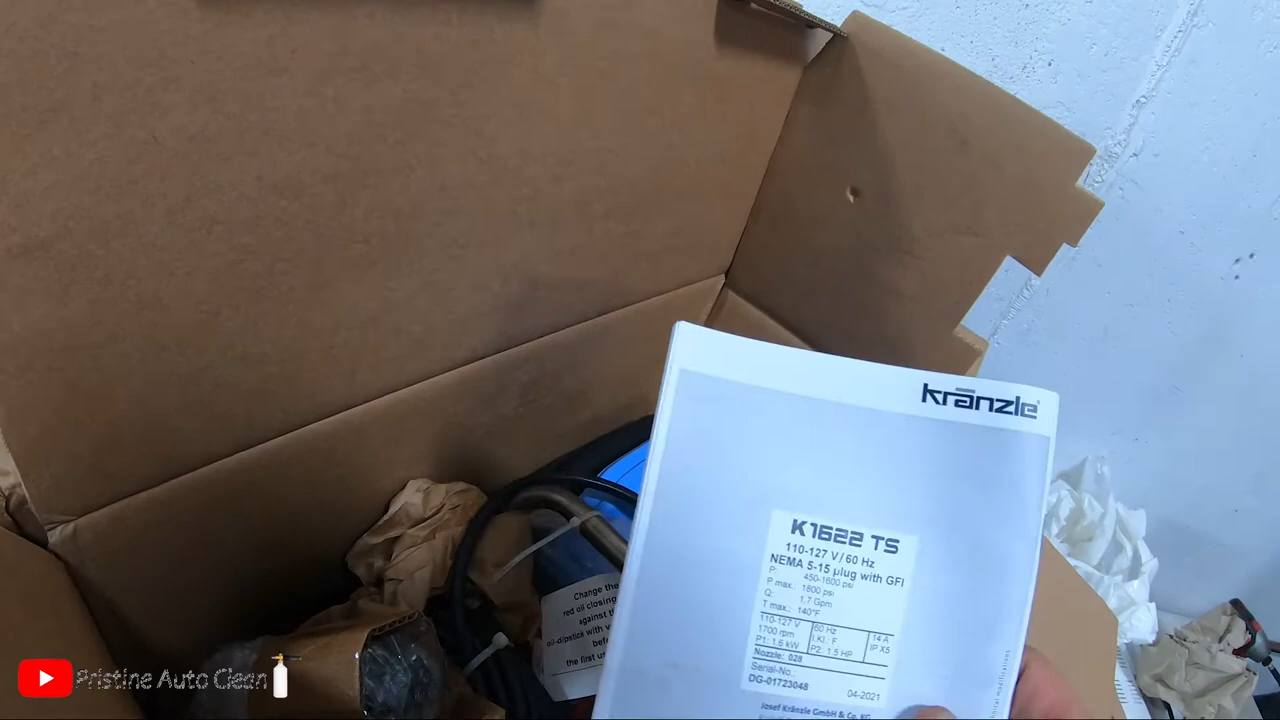 kränzle
K1622 TS
110-127 V / 60 Hz
NEMA 5-15 plug with GFI
P: 450-1600 psi
P max.: 1800 psi
Q: 1.7 Gpm
T max.: 140°F
110-127 V 60 Hz 14 A
1700 rpm I.Kl.: F IP X5
P1: 1.6 kW P2: 1.5 HP
Nozzle: 028
Serial-No.:
DG-01723048 04-2021
Josef Kränzle GmbH & Co. KG
Change the
red oil closing
against th
oil-dipstick with v
befo
the first us
Pristine Auto Clean